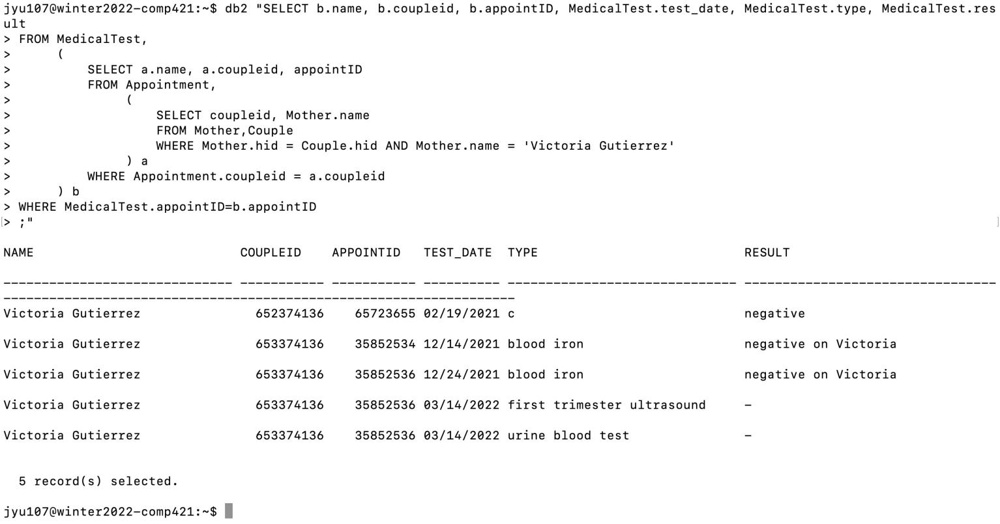 jyu107@winter2022-comp421:~$ db2 "SELECT b.name, b.coupleid, b.appointID, MedicalTest.test_date, MedicalTest.type, MedicalTest.res
ult
> FROM MedicalTest,
>      (
>          SELECT a.name, a.coupleid, appointID
>          FROM Appointment,
>               (
>                   SELECT coupleid, Mother.name
>                   FROM Mother,Couple
>                   WHERE Mother.hid = Couple.hid AND Mother.name = 'Victoria Gutierrez'
>               ) a
>          WHERE Appointment.coupleid = a.coupleid
>      ) b
> WHERE MedicalTest.appointID=b.appointID
[> ;" ]
NAME                           COUPLEID    APPOINTID   TEST_DATE  TYPE                           RESULT
------------------------------ ----------- ----------- ---------- ------------------------------ ---------------------------------
-------------------------------------------------------------------
Victoria Gutierrez               652374136    65723655 02/19/2021 c                              negative
Victoria Gutierrez               653374136    35852534 12/14/2021 blood iron                     negative on Victoria
Victoria Gutierrez               653374136    35852536 12/24/2021 blood iron                     negative on Victoria
Victoria Gutierrez               653374136    35852536 03/14/2022 first trimester ultrasound     -
Victoria Gutierrez               653374136    35852536 03/14/2022 urine blood test               -
  5 record(s) selected.
jyu107@winter2022-comp421:~$